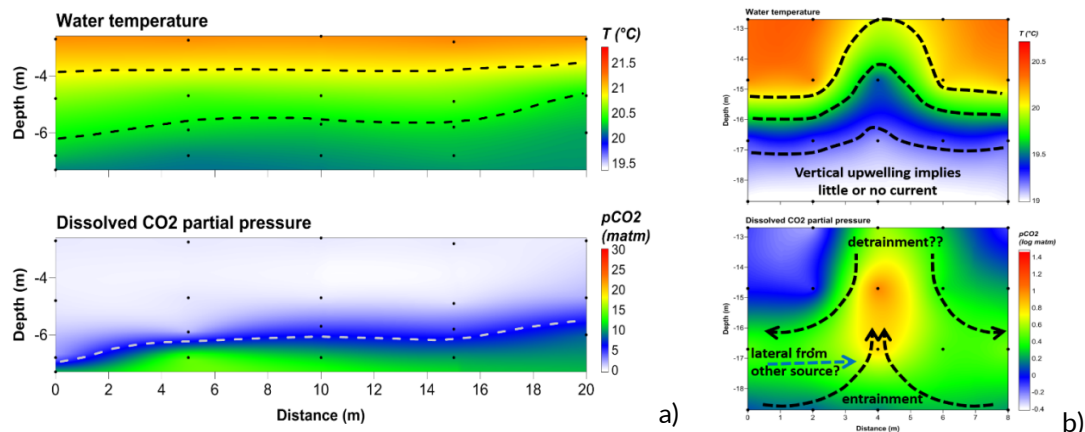 Water temperature
T (°C)
21.5
21
20.5
20
19.5
Depth (m)
-4
-6
Dissolved CO2 partial pressure
pCO2
(matm)
30
25
20
15
10
5
0
Depth (m)
-4
-6
0
2
4
6
8
10
12
14
16
18
20
Distance (m)
a)
Water temperature
T (°C)
20.5
20
19.5
19
Depth (m)
-13
-14
-15
-16
-17
-18
Vertical upwelling implies
little or no current
Dissolved CO2 partial pressure
pCO2
(log matm)
1.4
1.2
1
0.8
0.6
0.4
0.2
0
-0.2
-0.4
Depth (m)
-13
-14
-15
-16
-17
-18
detrainment??
lateral from
other source?
entrainment
0
1
2
3
4
5
6
7
8
Distance (m)
b)